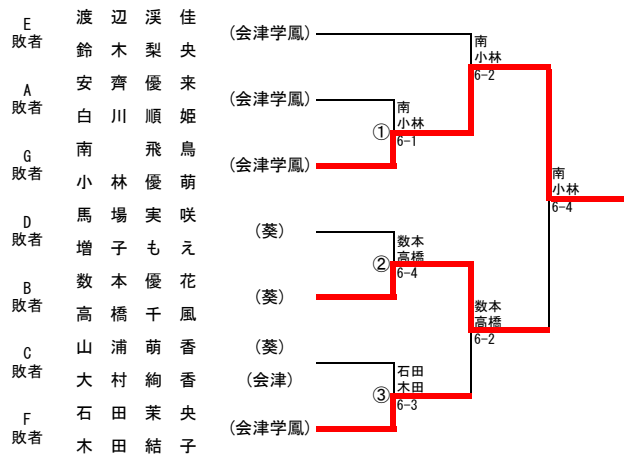 E
敗者
渡辺渓佳
鈴木梨央
(会津学鳳)
A
敗者
安齊優来
白川順姫
(会津学鳳)
G
敗者
南 飛鳥
小林優萌
(会津学鳳)
D
敗者
馬場実咲
増子もえ
(葵)
B
敗者
数本優花
高橋千風
(葵)
C
敗者
山浦萌香
大村絢香
(葵)
(会津)
F
敗者
石田茉央
木田結子
(会津学鳳)
①
南
小林
6-1
②
数本
高橋
6-4
③
石田
木田
6-3
南
小林
6-2
数本
高橋
6-2
南
小林
6-4